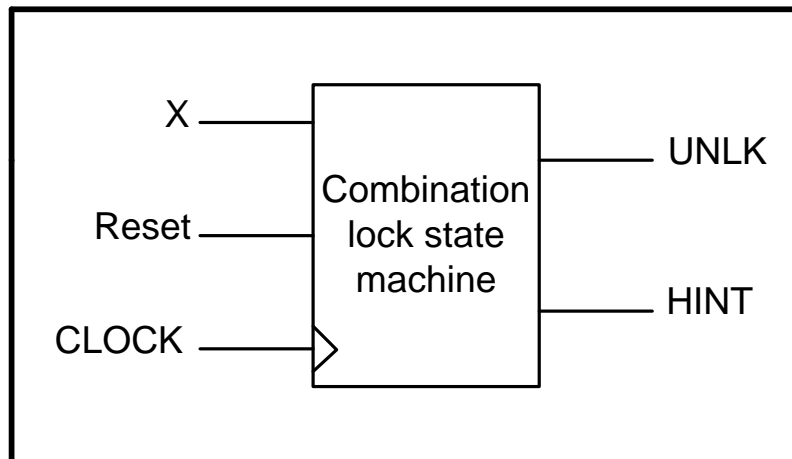 X
Reset
CLOCK
Combination
lock state
machine
UNLK
HINT